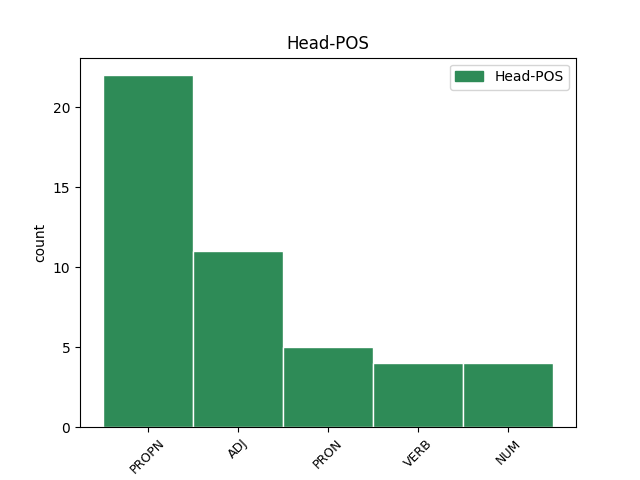 Head-POS
Head-POS
count
20
15
10
5
0
PROPN
ADJ
PRON
VERB
NUM